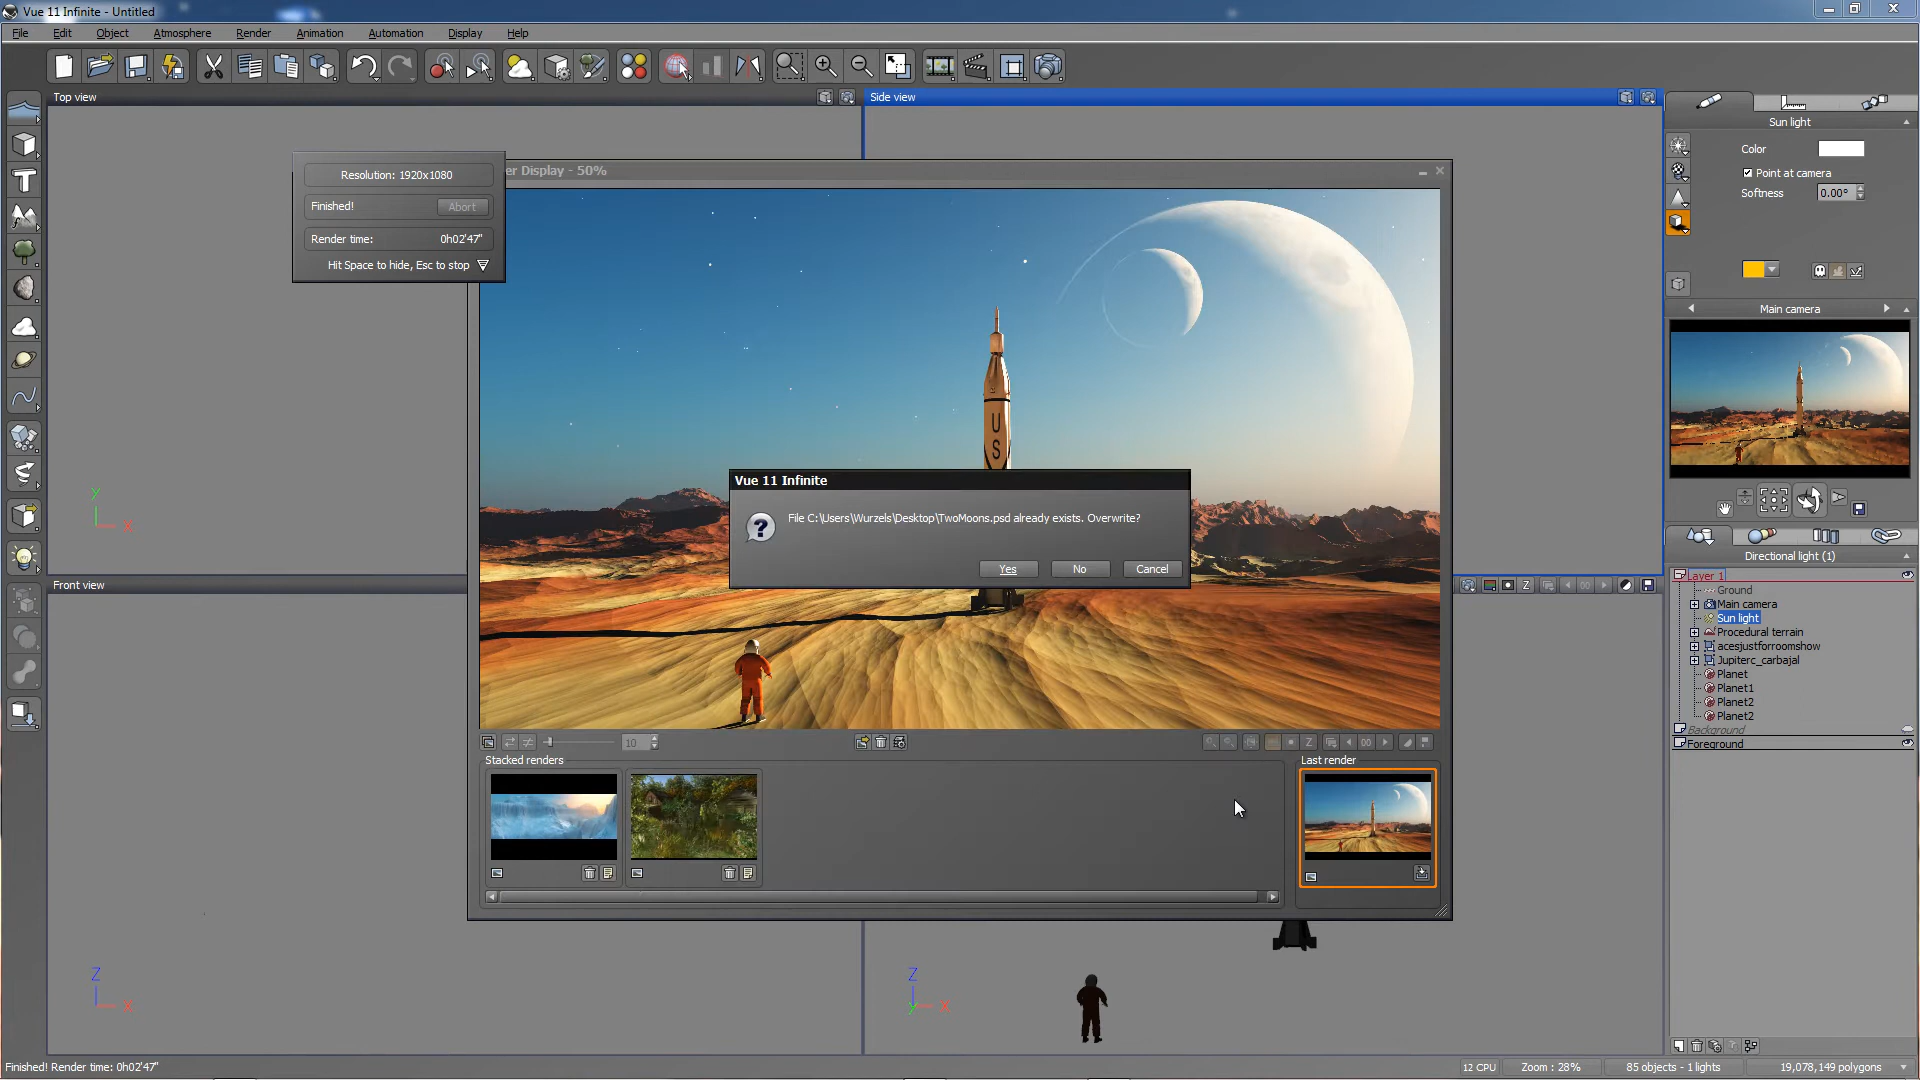 Vue 11 Infinite - Untitled
File Edit Object Atmosphere Render Animation Automation Display Help
Top view
Side view
Sun light
Color
Point at camera
Softness 0.00°
Resolution: 1920x1080
Finished! Abort
Render time: 0h02'47"
Hit Space to hide, Esc to stop
er Display - 50%
US
Main camera
Vue 11 Infinite
File C:\Users\Wurzels\Desktop\TwoMoons.psd already exists. Overwrite?
Yes No Cancel
Directional light (1)
Layer 1
Ground
Main camera
Sun light
Procedural terrain
acesjustforroomshow
Jupiterc_carbajal
Planet
Planet1
Planet2
Planet2
Background
Foreground
Front view
Y
X
10
Z
Z
Stacked renders
Last render
Z
X
Z
Y
X
Finished! Render time: 0h02'47"
12 CPU
Zoom : 28%
85 objects - 1 lights
19,078,149 polygons